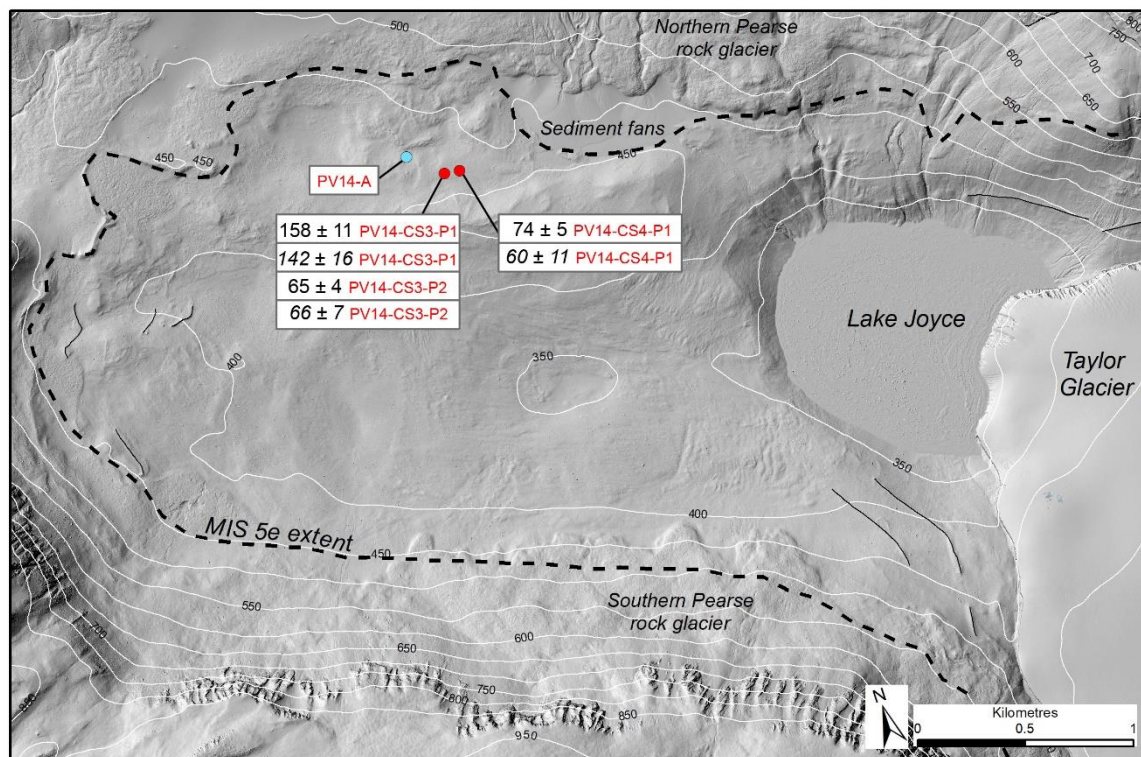 500
Northern Pearse
rock glacier
800
750
700
600
650
550
Sediment fans
450
450
450
PV14-A
158 ± 11 PV14-CS3-P1
142 ± 16 PV14-CS3-P1
65 ± 4 PV14-CS3-P2
66 ± 7 PV14-CS3-P2
74 ± 5 PV14-CS4-P1
60 ± 11 PV14-CS4-P1
Lake Joyce
Taylor
Glacier
350
400
350
400
MIS 5e extent
450
550
Southern Pearse
rock glacier
600
700
650
750
800
850
950
N
Kilometres
0 0.5 1